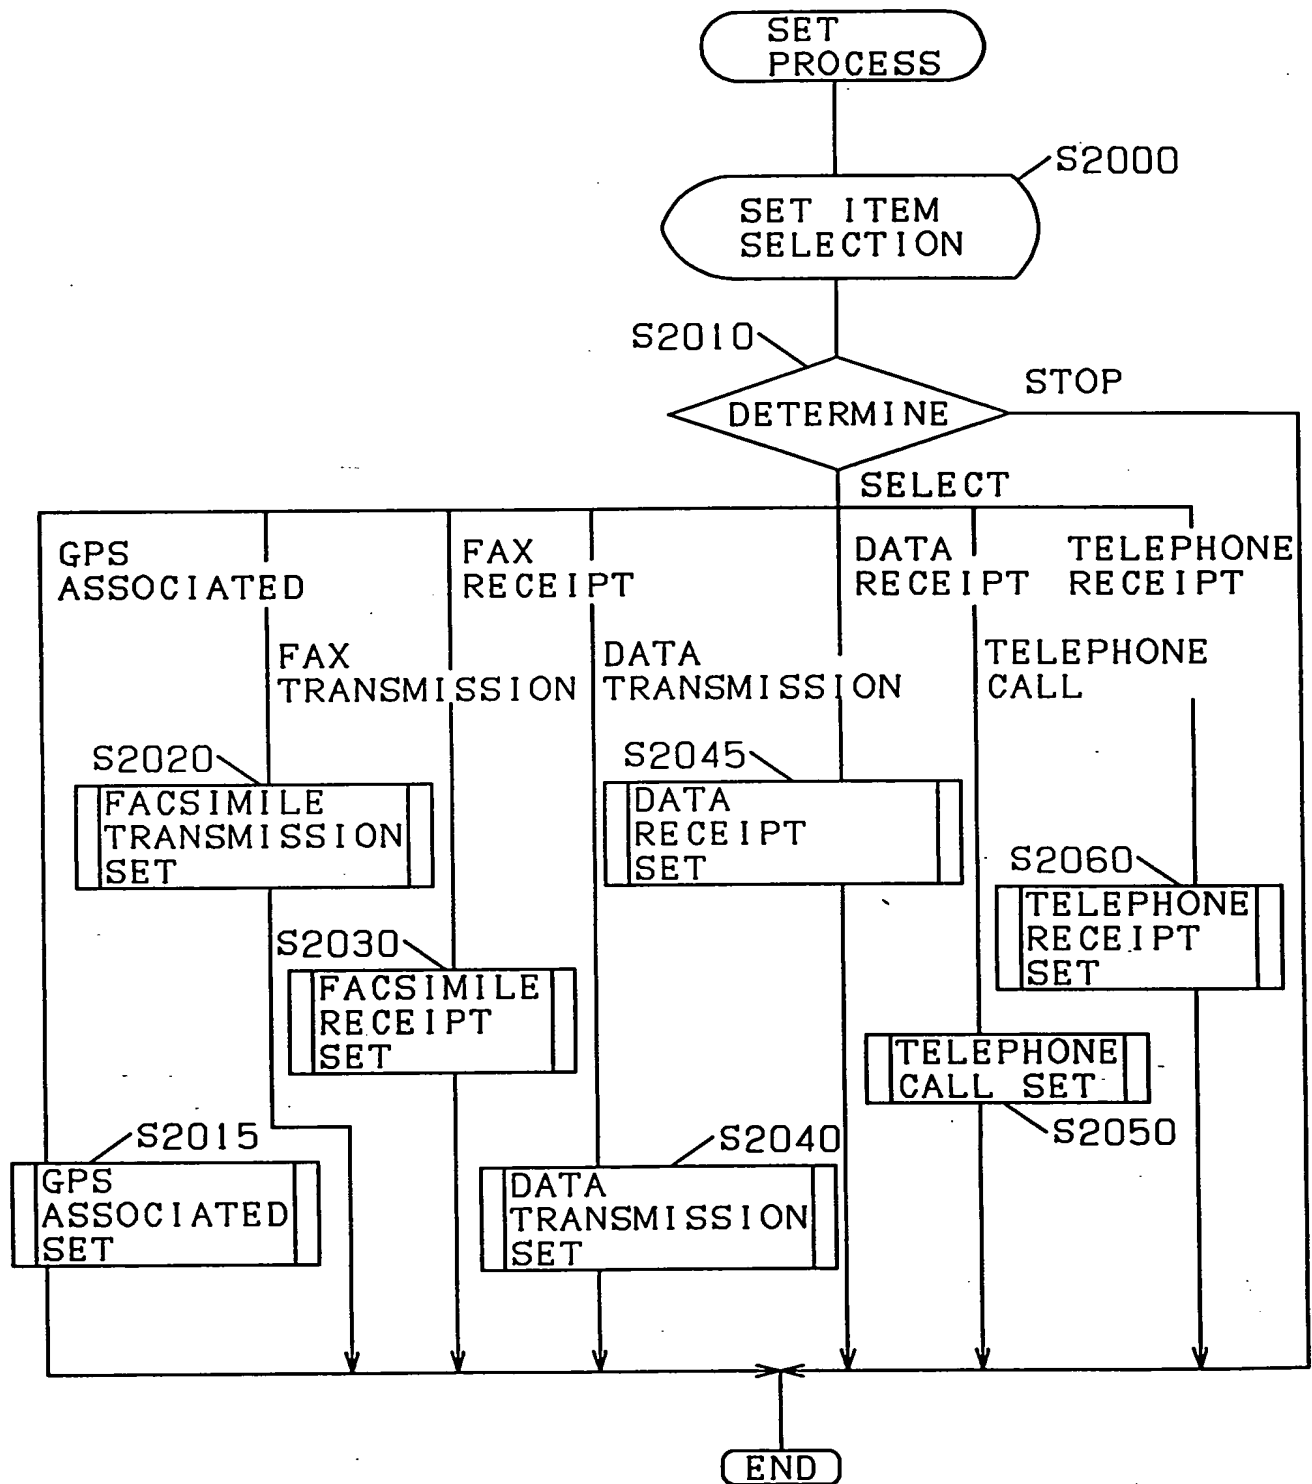 SET
PROCESS
S2000
SET ITEM
SELECTION
S2010
STOP
DETERMINE
SELECT
GPS
ASSOCIATED
FAX
RECEIPT
DATA
RECEIPT
TELEPHONE
RECEIPT
FAX
TRANSMISSION
DATA
TRANSMISSION
TELEPHONE
CALL
S2020
FACSIMILE
TRANSMISSION
SET
S2045
DATA
RECEIPT
SET
S2060
TELEPHONE
RECEIPT
SET
S2030
FACSIMILE
RECEIPT
SET
TELEPHONE
CALL SET
S2050
S2015
GPS
ASSOCIATED
SET
S2040
DATA
TRANSMISSION
SET
END